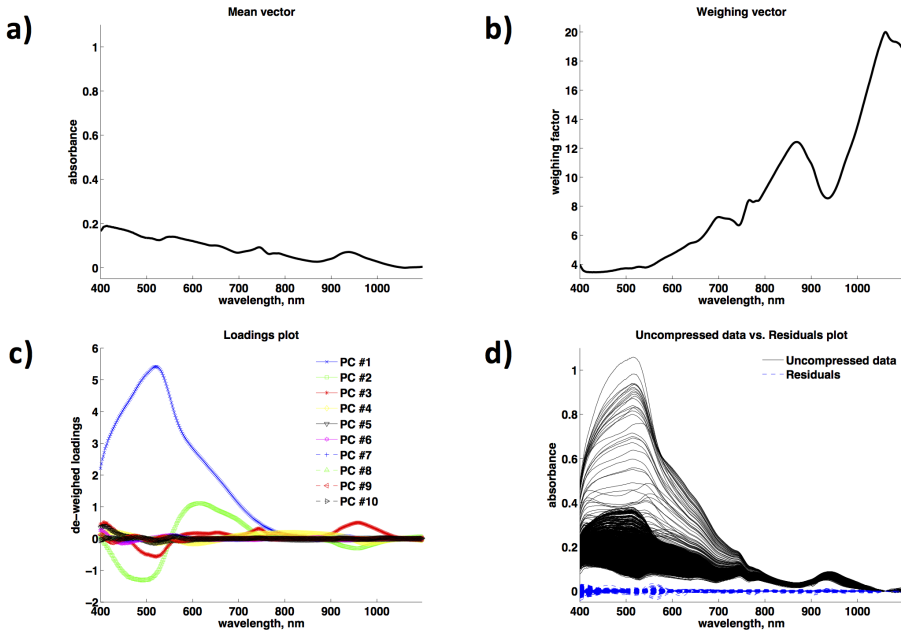 a)
Mean vector
1
0.8
0.6
0.4
0.2
0
absorbance
400 500 600 700 800 900 1000
wavelength, nm
b)
Weighing vector
20
18
16
14
12
10
8
6
4
weighing factor
400 500 600 700 800 900 1000
wavelength, nm
c)
Loadings plot
6
5
4
3
2
1
0
−1
−2
de−weighed loadings
PC #1
PC #2
PC #3
PC #4
PC #5
PC #6
PC #7
PC #8
PC #9
PC #10
400 500 600 700 800 900 1000
wavelength, nm
d)
Uncompressed data vs. Residuals plot
Uncompressed data
Residuals
1
0.8
0.6
0.4
0.2
0
absorbance
400 500 600 700 800 900 1000
wavelength, nm